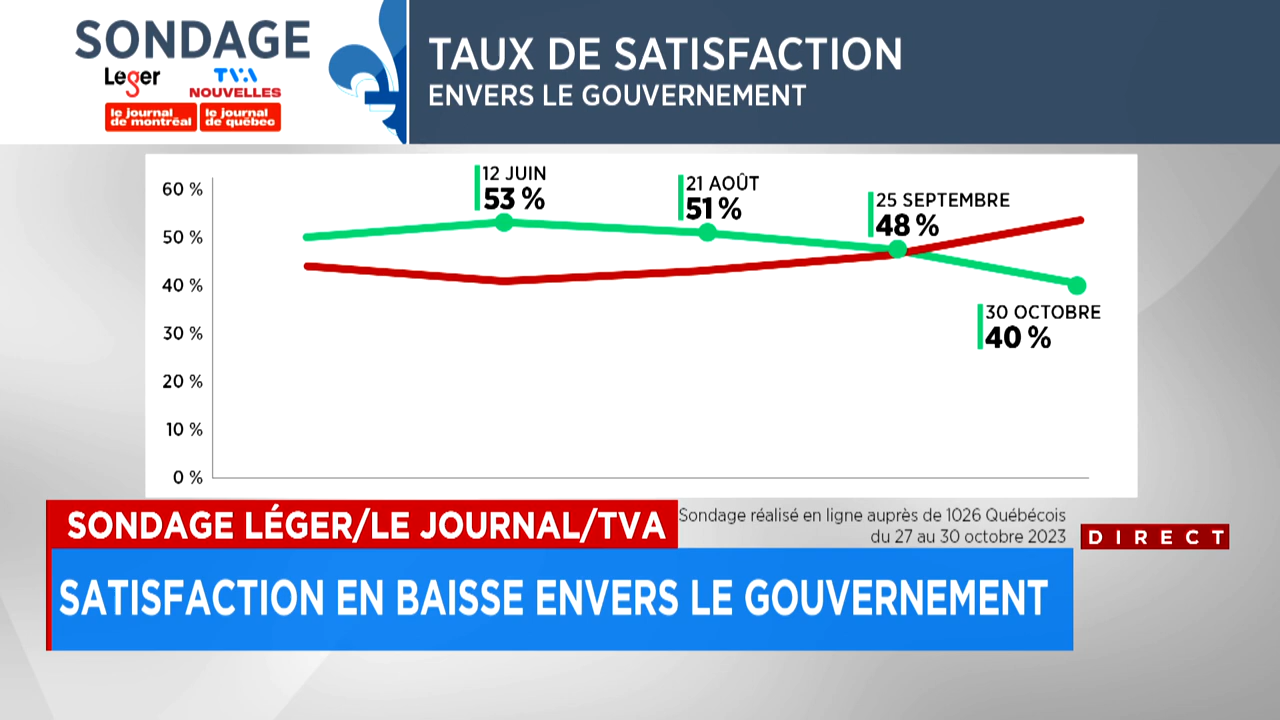 SONDAGE
Leger
TVA
NOUVELLES
le journal
de montréal
le journal
de québec
TAUX DE SATISFACTION
ENVERS LE GOUVERNEMENT
60 %
50 %
40 %
30 %
20 %
10 %
0 %
12 JUIN
53 %
21 AOÛT
51 %
25 SEPTEMBRE
48 %
30 OCTOBRE
40 %
SONDAGE LÉGER/LE JOURNAL/TVA
Sondage réalisé en ligne auprès de 1026 Québécois
du 27 au 30 octobre 2023
DIRECT
SATISFACTION EN BAISSE ENVERS LE GOUVERNEMENT